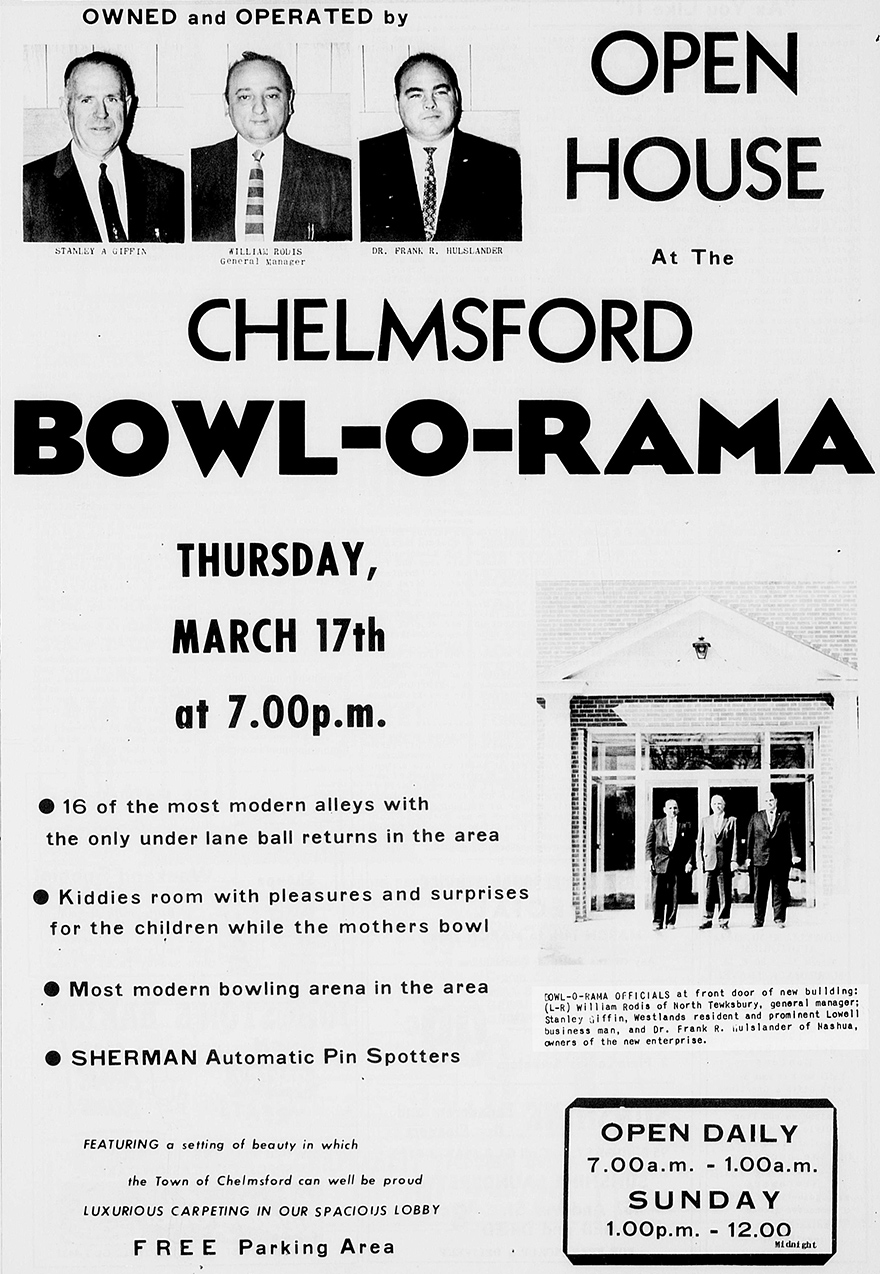 OWNED and OPERATED by
STANLEY A GIFFIN
WILLIAM RODIS
General Manager
DR. FRANK R. HULSLANDER
OPEN
HOUSE
At The
CHELMSFORD
BOWL-O-RAMA
THURSDAY,
MARCH 17th
at 7.00p.m.
● 16 of the most modern alleys with
the only under lane ball returns in the area
● Kiddies room with pleasures and surprises
for the children while the mothers bowl
● Most modern bowling arena in the area
● SHERMAN Automatic Pin Spotters
BOWL-O-RAMA OFFICIALS at front door of new building:
(L-R) William Rodis of North Tewksbury, general manager;
Stanley Giffin, Westlands resident and prominent Lowell
business man, and Dr. Frank R. Hulslander of Nashua,
owners of the new enterprise.
FEATURING a setting of beauty in which
the Town of Chelmsford can well be proud
LUXURIOUS CARPETING IN OUR SPACIOUS LOBBY
FREE Parking Area
OPEN DAILY
7.00a.m. - 1.00a.m.
SUNDAY
1.00p.m. - 12.00
Midnight